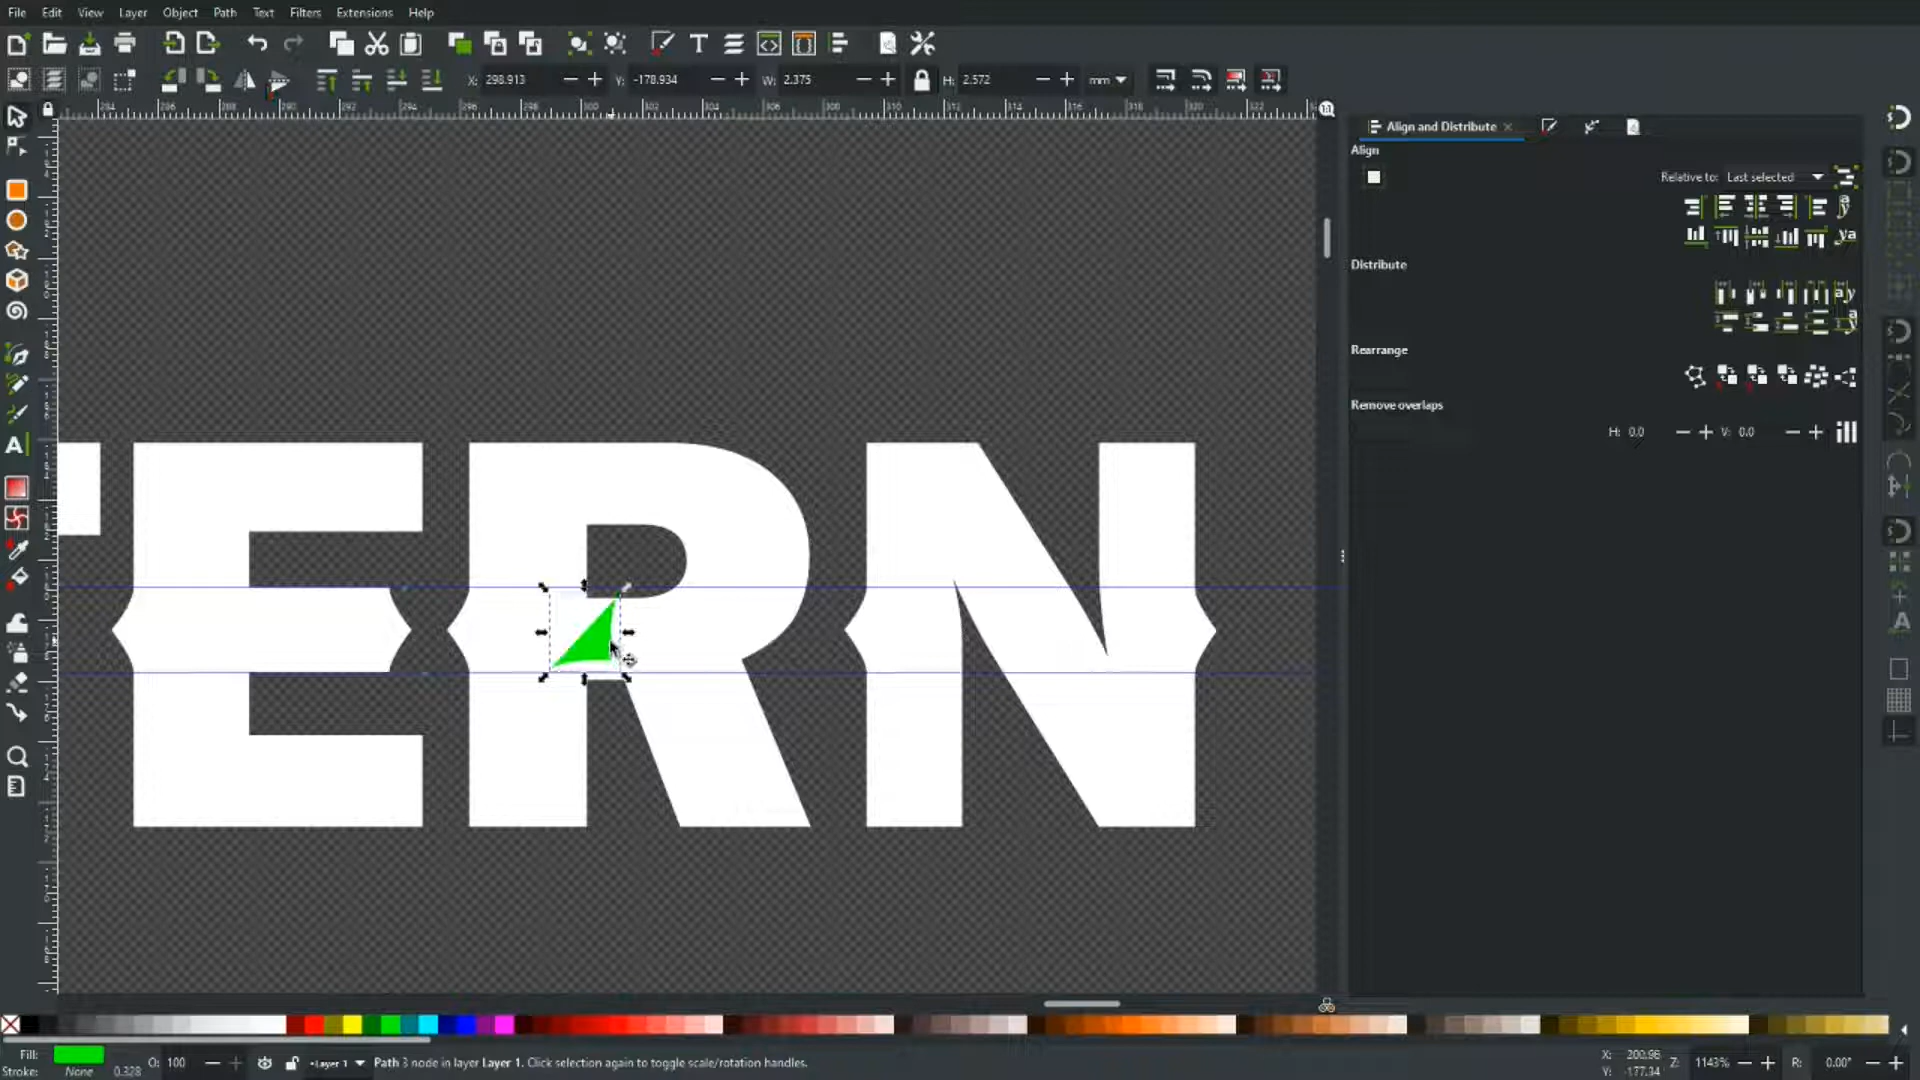 File Edit View Layer Object Path Text Filters Extensions Help
X: 298.913 Y: -178.934 W: 2.375 H: 2.572 mm
Align and Distribute
Align
Relative to: Last selected
Distribute
Rearrange
Remove overlaps
H: 0.0 V: 0.0
ERN
Fill:
Stroke: None 0.328
O: 100
Layer 1
Path 3 node in layer Layer 1. Click selection again to toggle scale/rotation handles.
X: 200.96
Y: -177.34
Z: 1143%
R: 0.00°